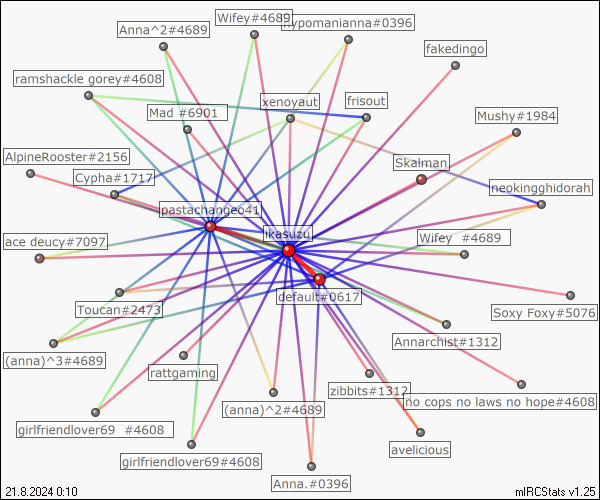 Wifey#4689
hypomanianna#0396
Anna^2#4689
fakedingo
ramshackle gorey#4608
xenoyaut
frisout
Mad #6901
Mushy#1984
AlpineRooster#2156
Skalman
Cypha#1717
neokingghidorah
pastachangeo41
ikasuzu
Wifey #4689
ace deucy#7097
default#0617
Toucan#2473
Soxy Foxy#5076
Annarchist#1312
(anna)^3#4689
rattgaming
zibbits#1312
no cops no laws no hope#4608
(anna)^2#4689
girlfriendlover69 #4608
avelicious
girlfriendlover69#4608
Anna.#0396
21.8.2024 0:10
mIRCStats v1.25